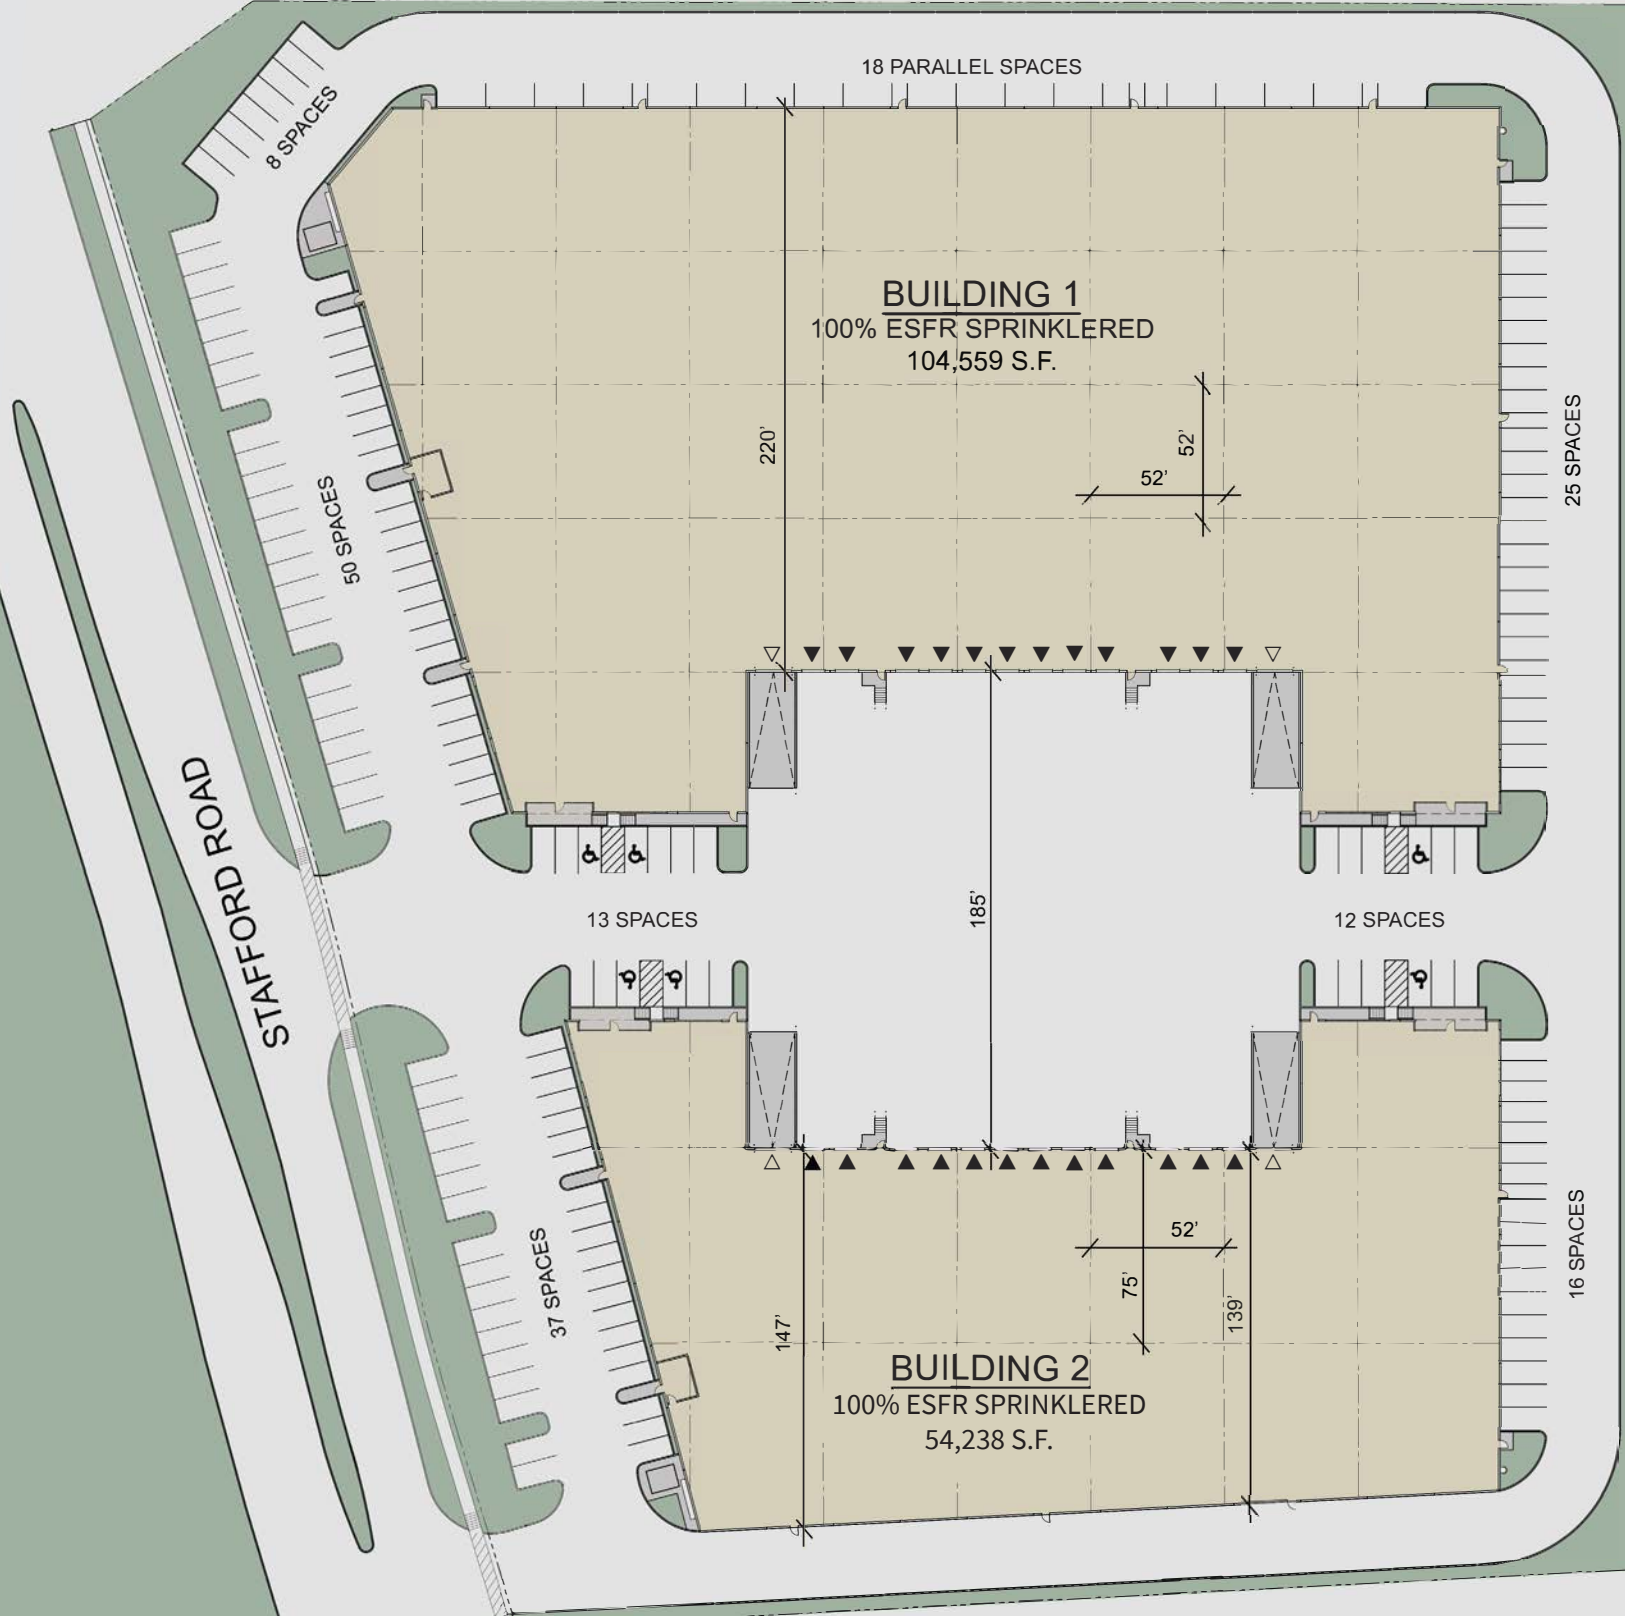 18 PARALLEL SPACES
8 SPACES
BUILDING 1
100% ESFR SPRINKLERED
104,559 S.F.
220'
52'
52'
25 SPACES
50 SPACES
STAFFORD ROAD
13 SPACES
185'
12 SPACES
37 SPACES
147'
52'
75'
139'
16 SPACES
BUILDING 2
100% ESFR SPRINKLERED
54,238 S.F.